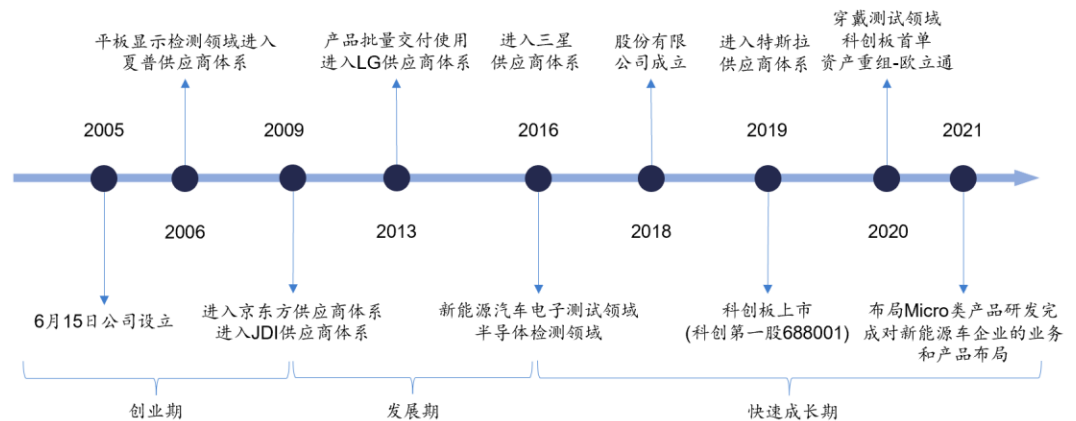 平板显示检测领域进入
夏普供应商体系
产品批量交付使用
进入LG供应商体系
进入三星
供应商体系
股份有限
公司成立
进入特斯拉
供应商体系
穿戴测试领域
科创板首单
资产重组-欧立通
2005
2009
2016
2019
2021
2006
2013
2018
2020
6月15日公司设立
进入京东方供应商体系
进入JDI供应商体系
新能源汽车电子测试领域
半导体检测领域
科创板上市
(科创第一股688001)
布局Micro类产品研发完
成对新能源车企业的业务
和产品布局
创业期
发展期
快速成长期